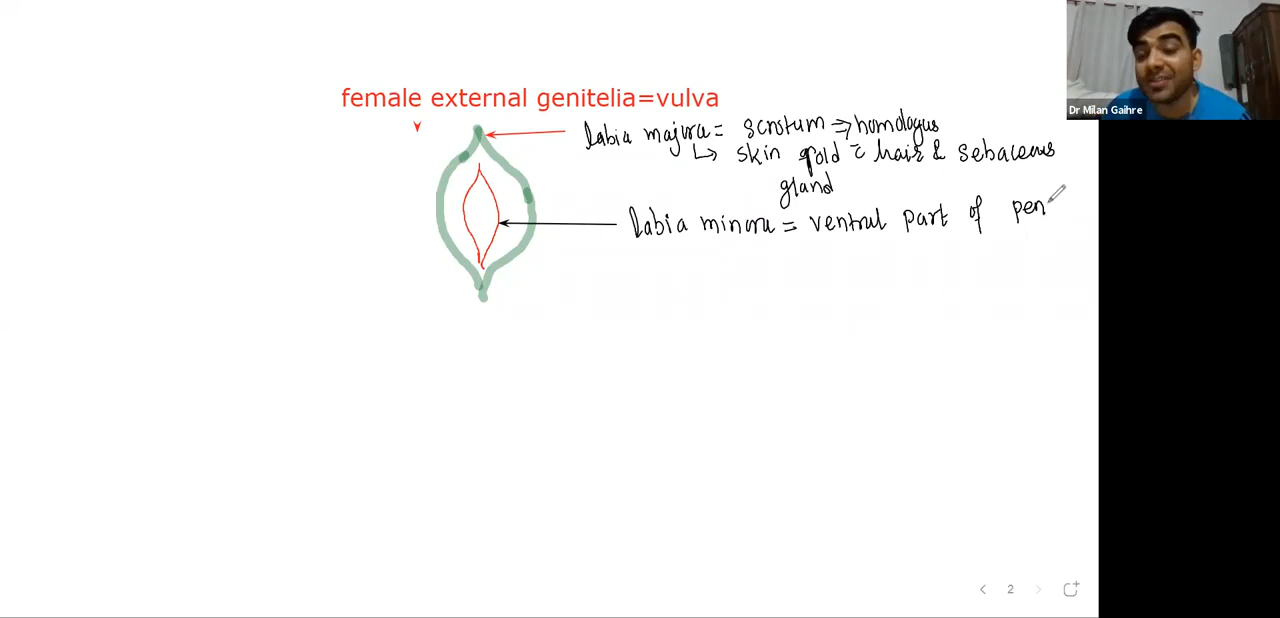 female external genitelia=vulva
labia majora = scrotum => homologus
↳ skin fold c̄ hair & sebaceous
gland
labia minora = ventral part of pen
Dr Milan Gaihre
2